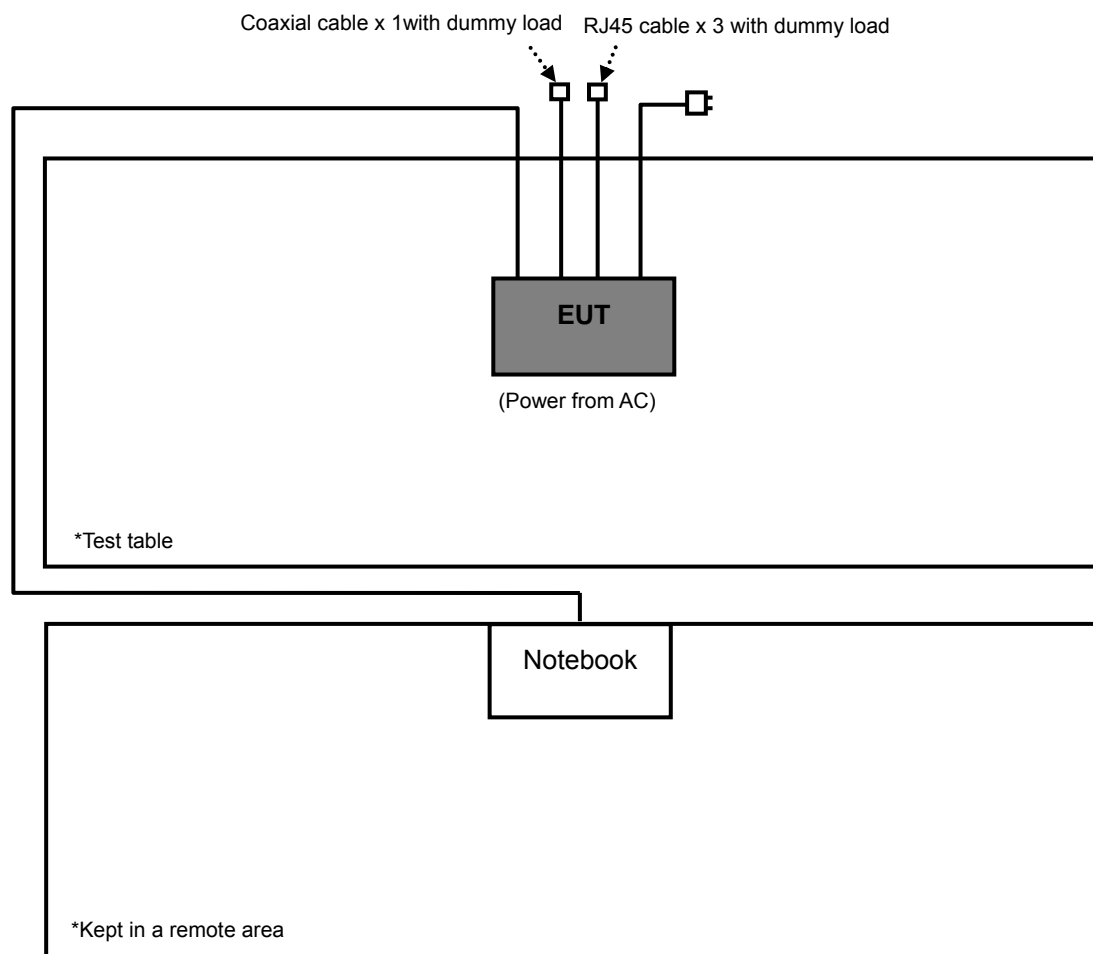 Coaxial cable x 1with dummy load
RJ45 cable x 3 with dummy load
EUT
(Power from AC)
*Test table
Notebook
*Kept in a remote area